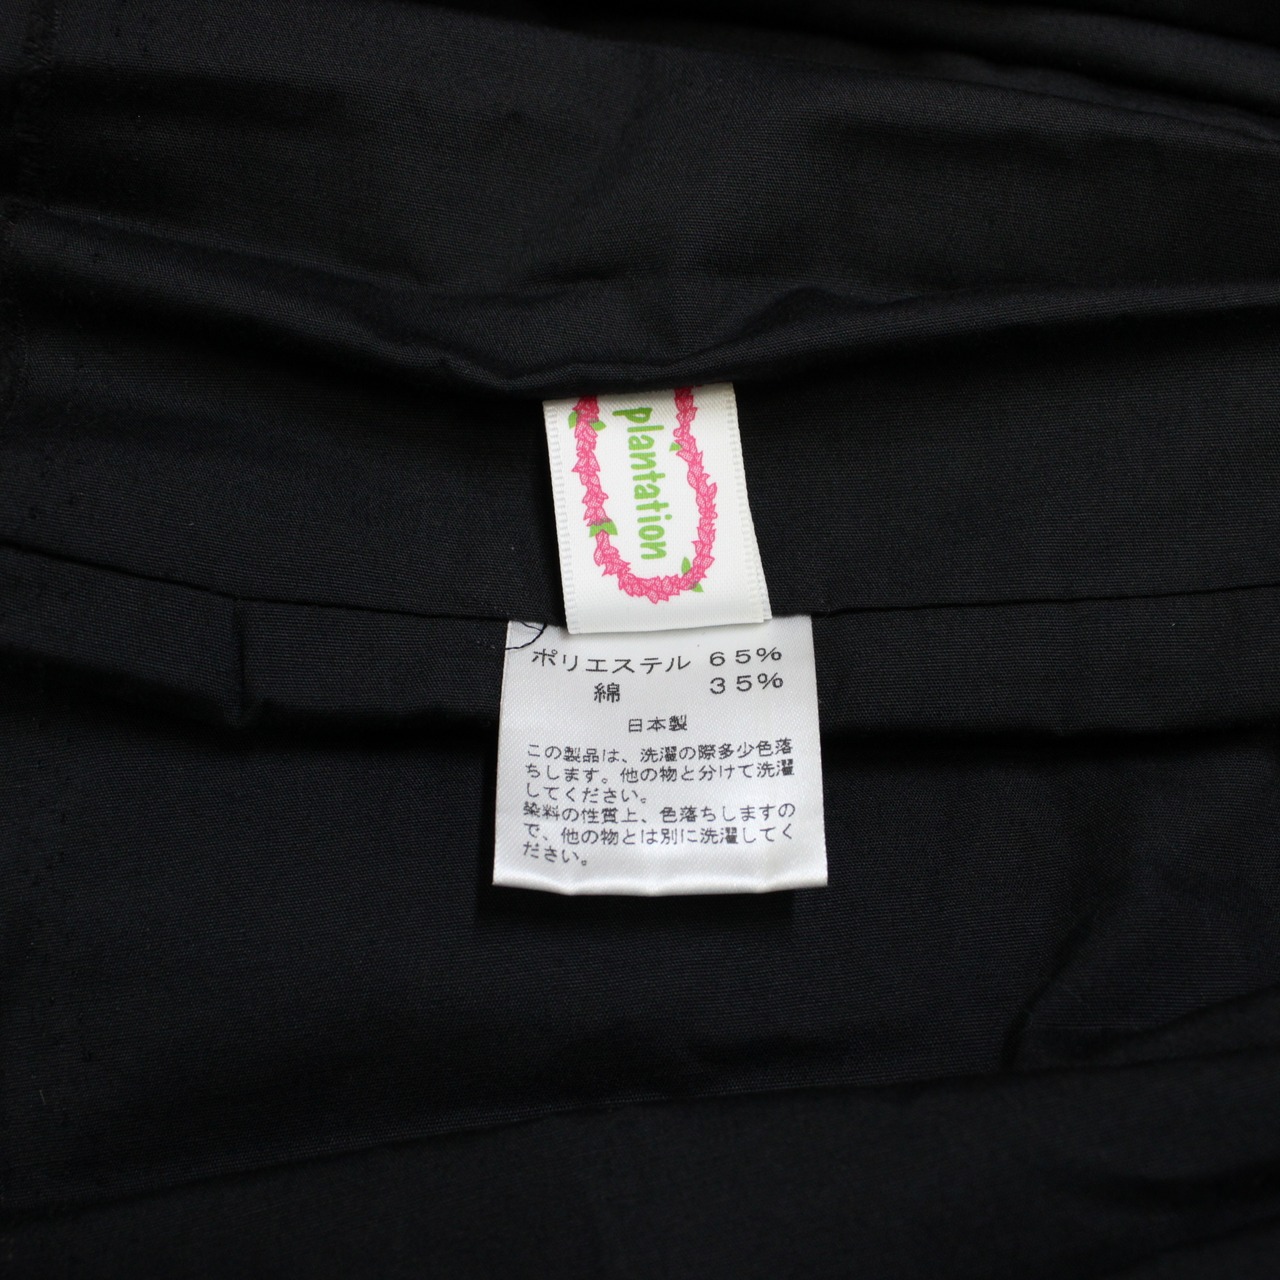 plantation
ポリエステル 65%
綿 35%
日本製
この製品は、洗濯の際多少色落
ちします。他の物と分けて洗濯
してください。
染料の性質上、色落ちしますの
で、他の物とは別に洗濯してく
ださい。